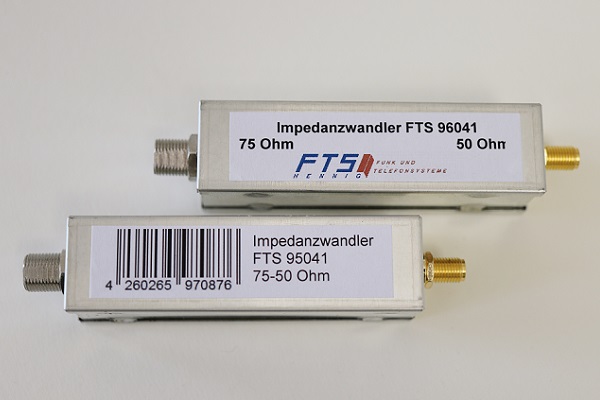 Impedanzwandler FTS 96041
75 Ohm 50 Ohm
FTS FUNK UND
HENNIG TELEFONSYSTEME
Impedanzwandler
FTS 95041
75-50 Ohm
4 260265 970876